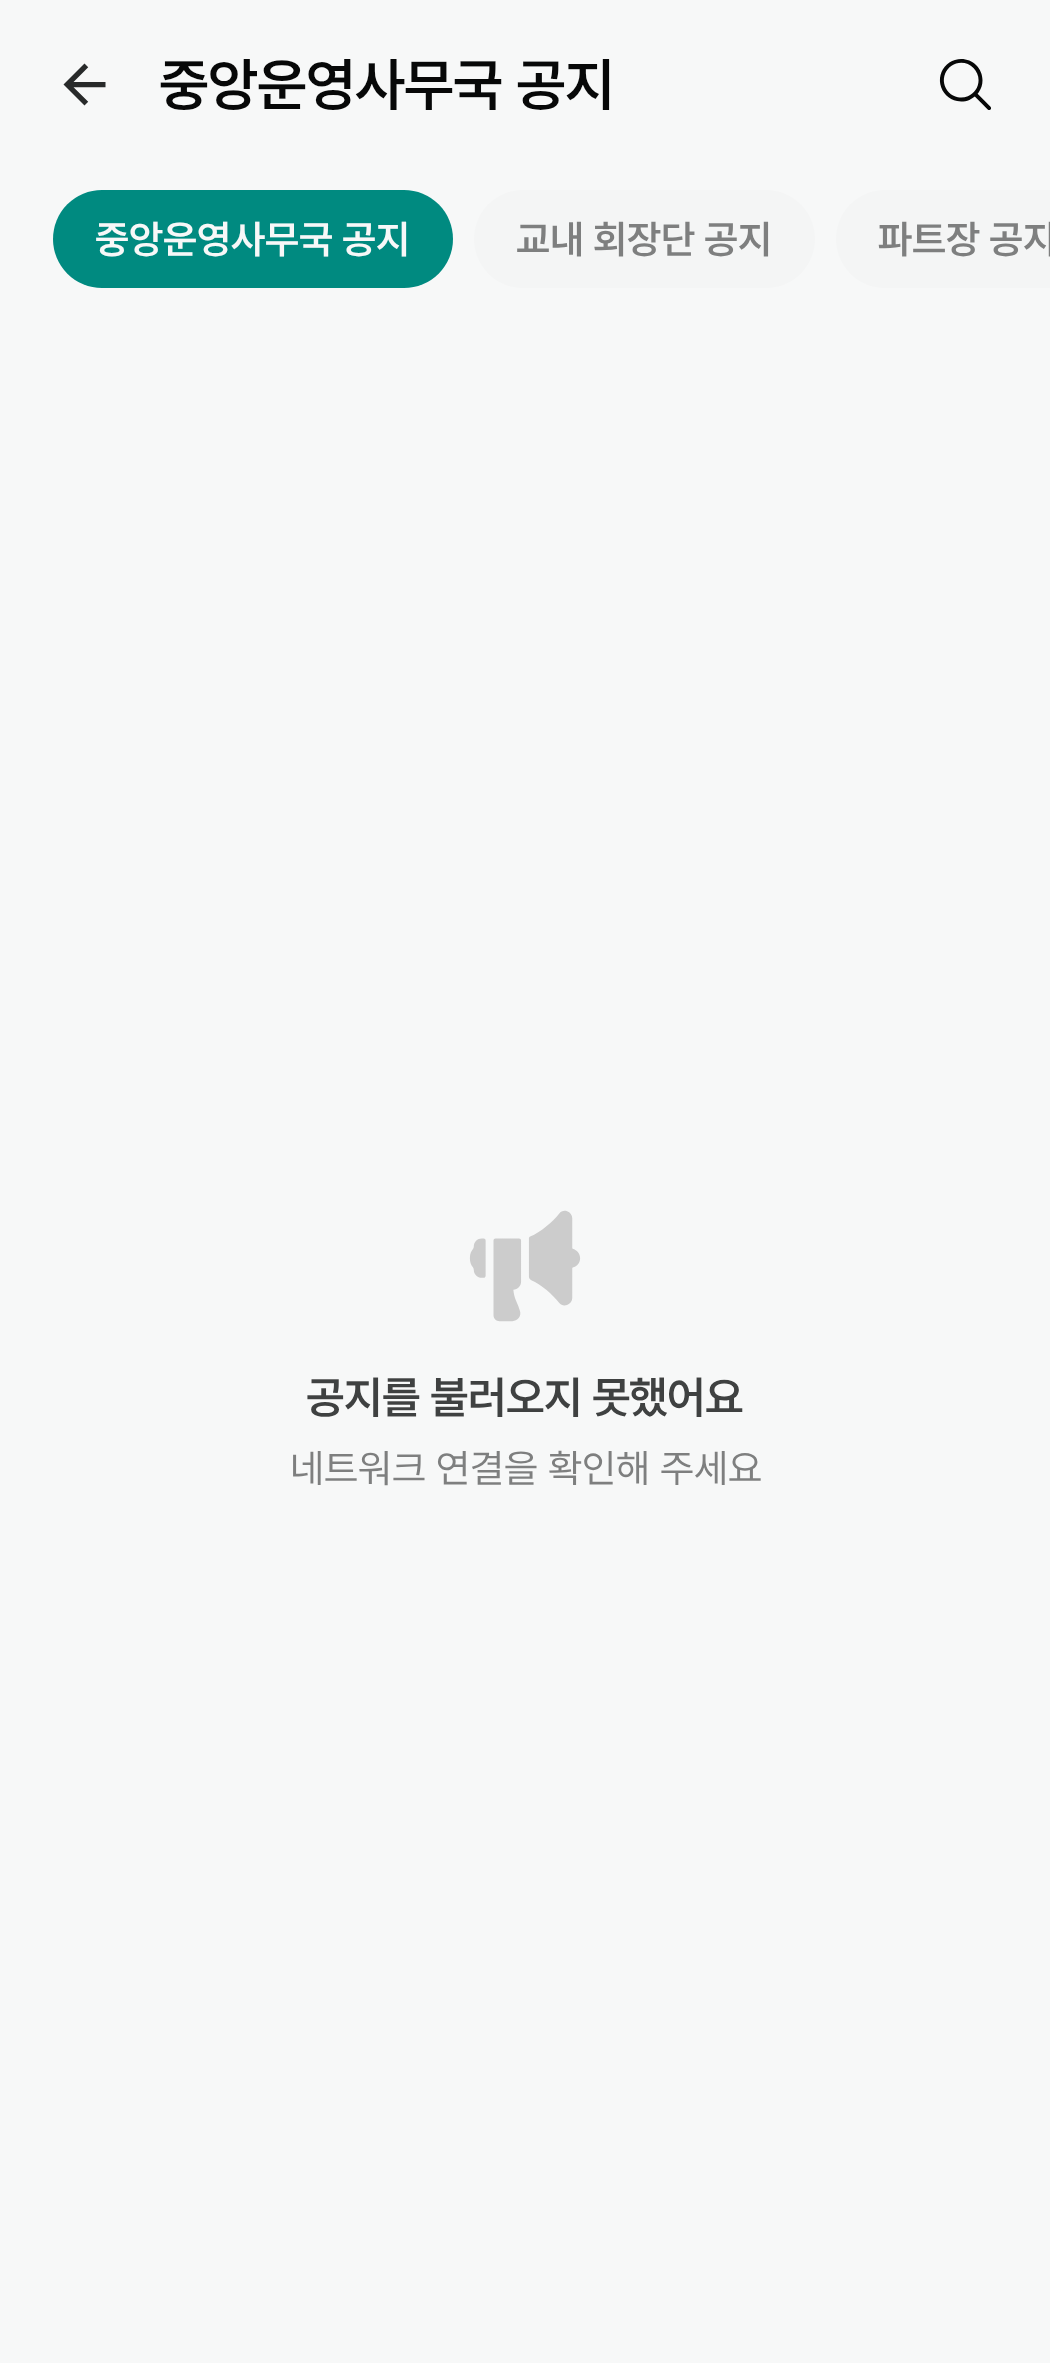 중앙운영사무국 공지
중앙운영사무국 공지 교내 회장단 공지 파트장 공지
공지를 불러오지 못했어요
네트워크 연결을 확인해 주세요